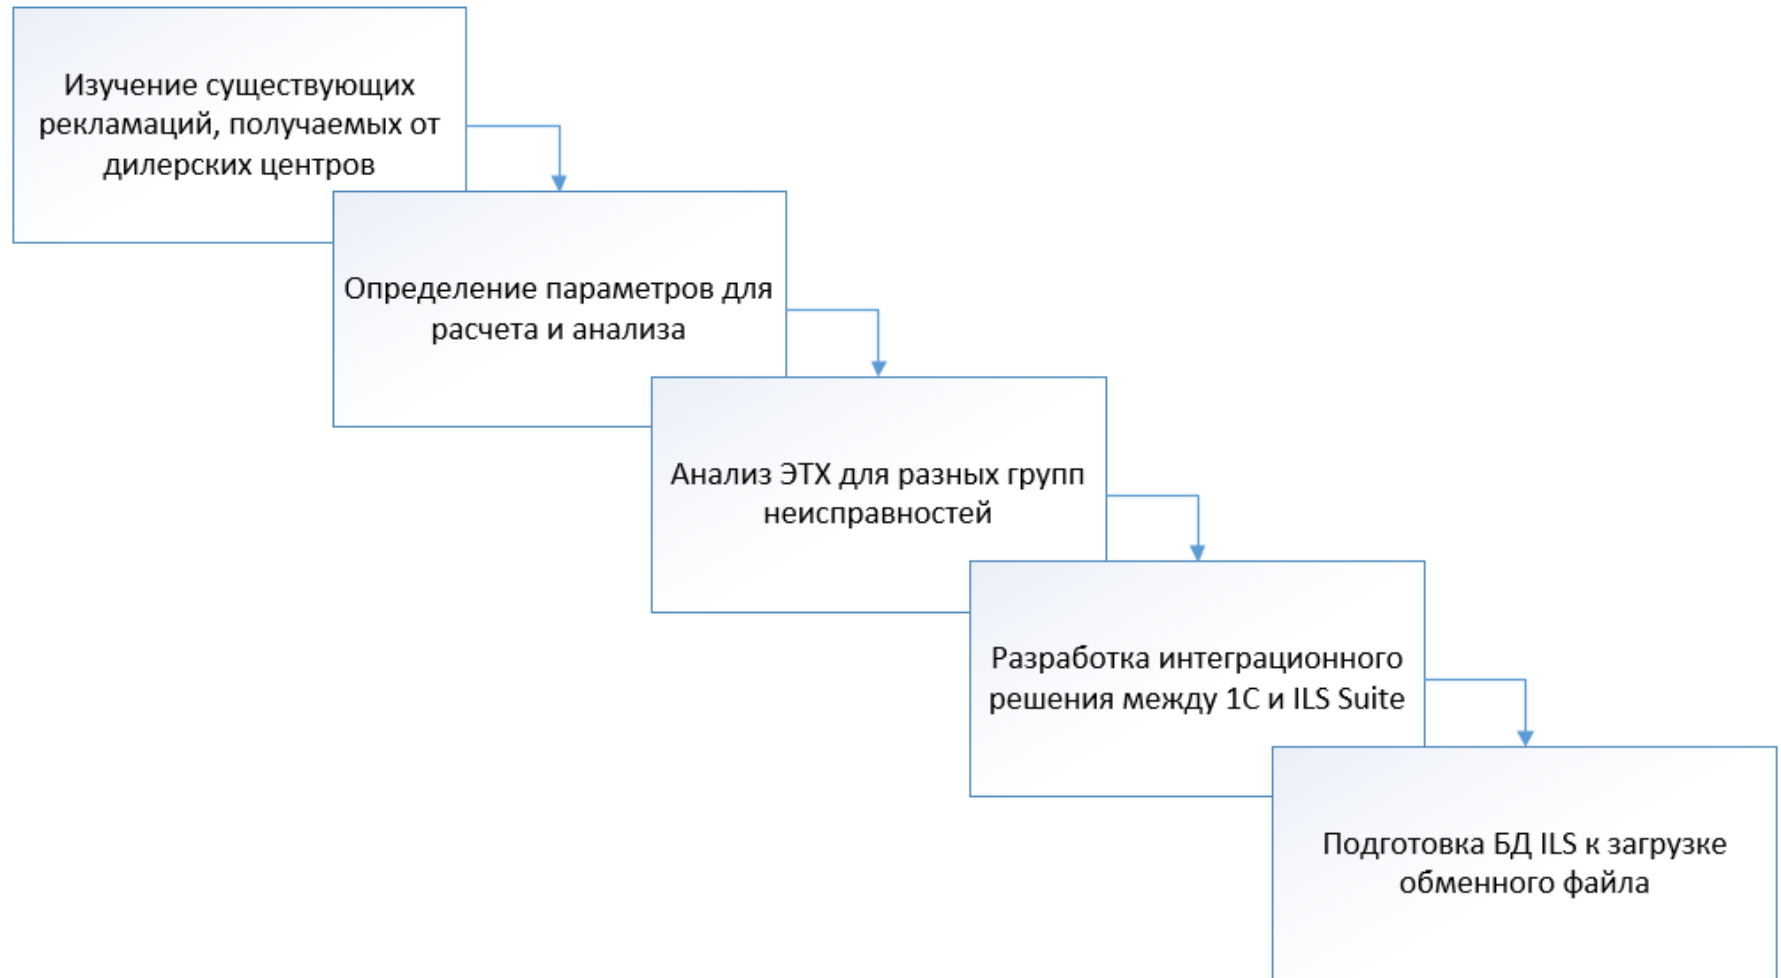 Изучение существующих
рекламаций, получаемых от
дилерских центров
Определение параметров для
расчета и анализа
Анализ ЭТХ для разных групп
неисправностей
Разработка интеграционного
решения между 1С и ILS Suite
Подготовка БД ILS к загрузке
обменного файла